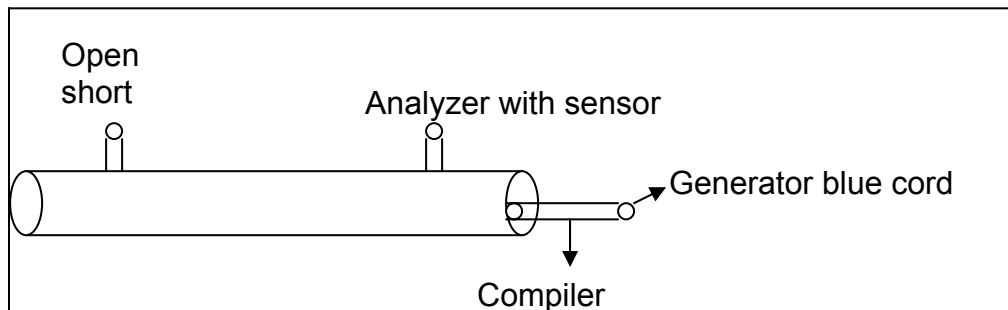 Open
short
Analyzer with sensor
Generator blue cord
Compiler